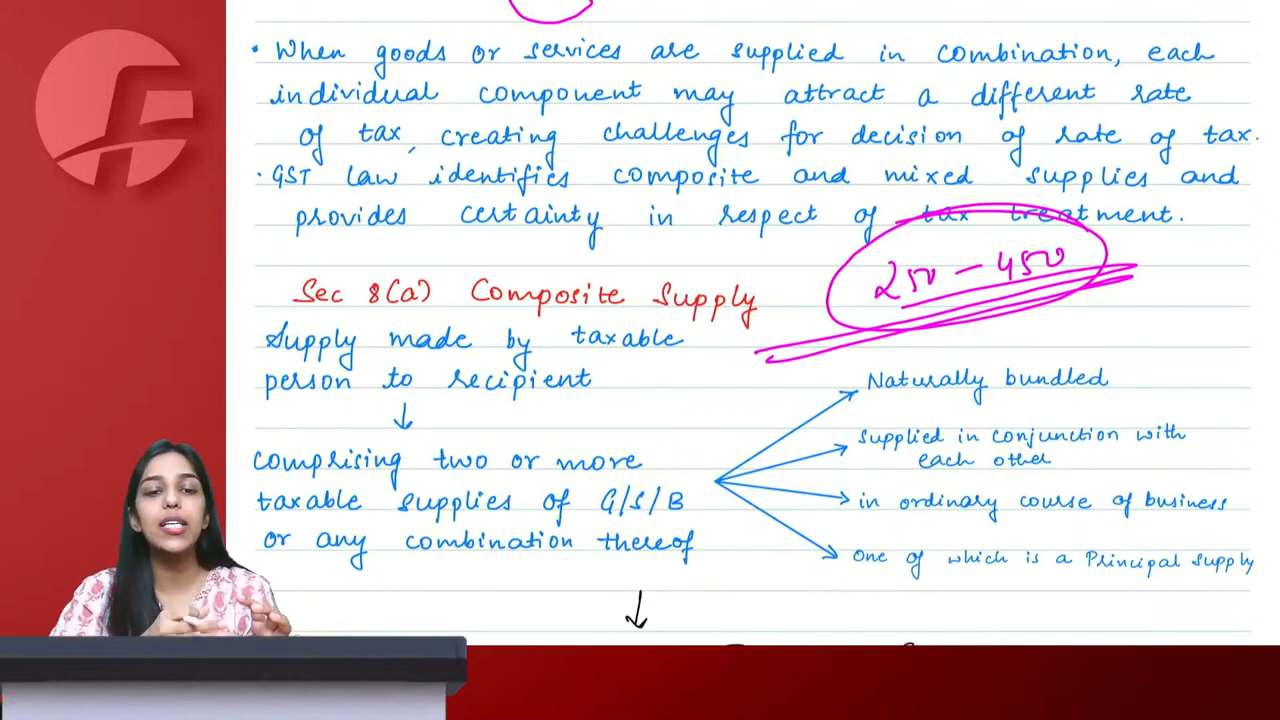 • When goods or services are supplied in combination, each
individual component may attract a different rate
of tax, creating challenges for decision of rate of tax.
• GST law identifies composite and mixed supplies and
provides certainty in respect of tax treatment.
250 - 450
Sec 8(a) Composite Supply
Supply made by taxable
person to recipient
↓
comprising two or more
taxable supplies of G/S/B
or any combination thereof
Naturally bundled
Supplied in conjunction with
each other
in ordinary course of business
One of which is a Principal Supply
↓